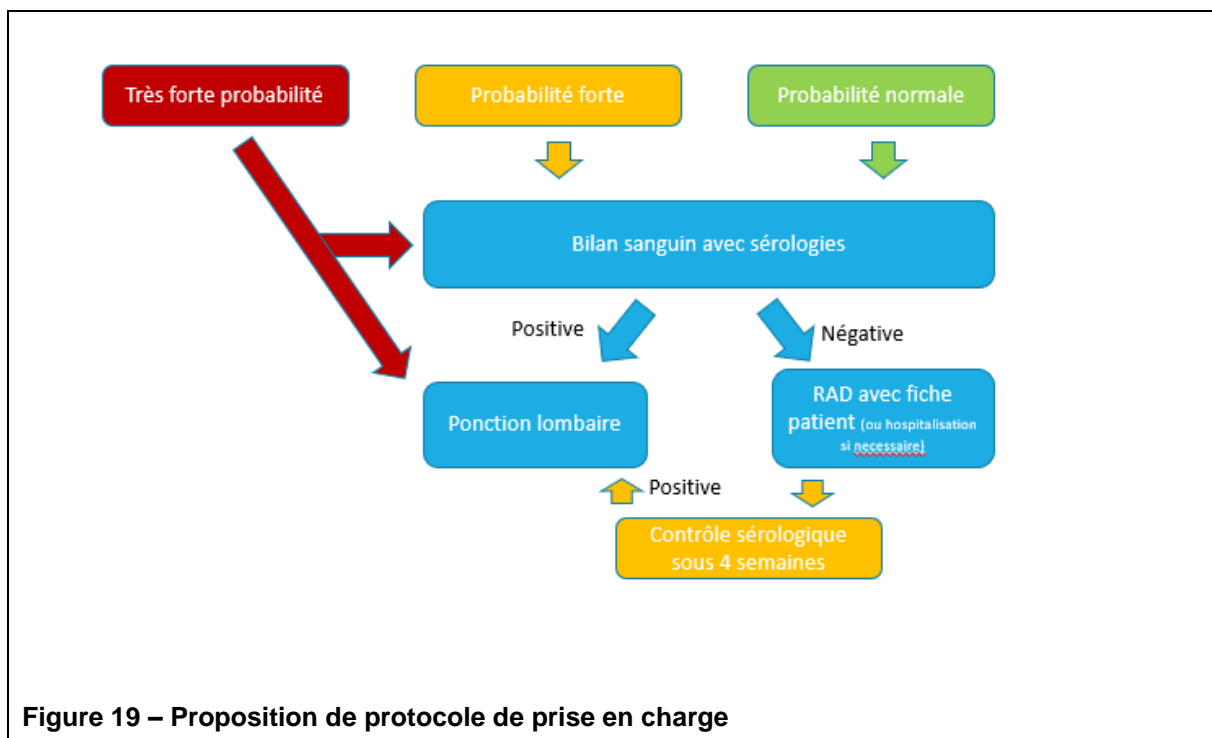 Très forte probabilité
Probabilité forte
Probabilité normale
Bilan sanguin avec sérologies
Positive
Négative
Ponction lombaire
RAD avec fiche
patient (ou hospitalisation
si necessaire)
Positive
Contrôle sérologique
sous 4 semaines
Figure 19 – Proposition de protocole de prise en charge